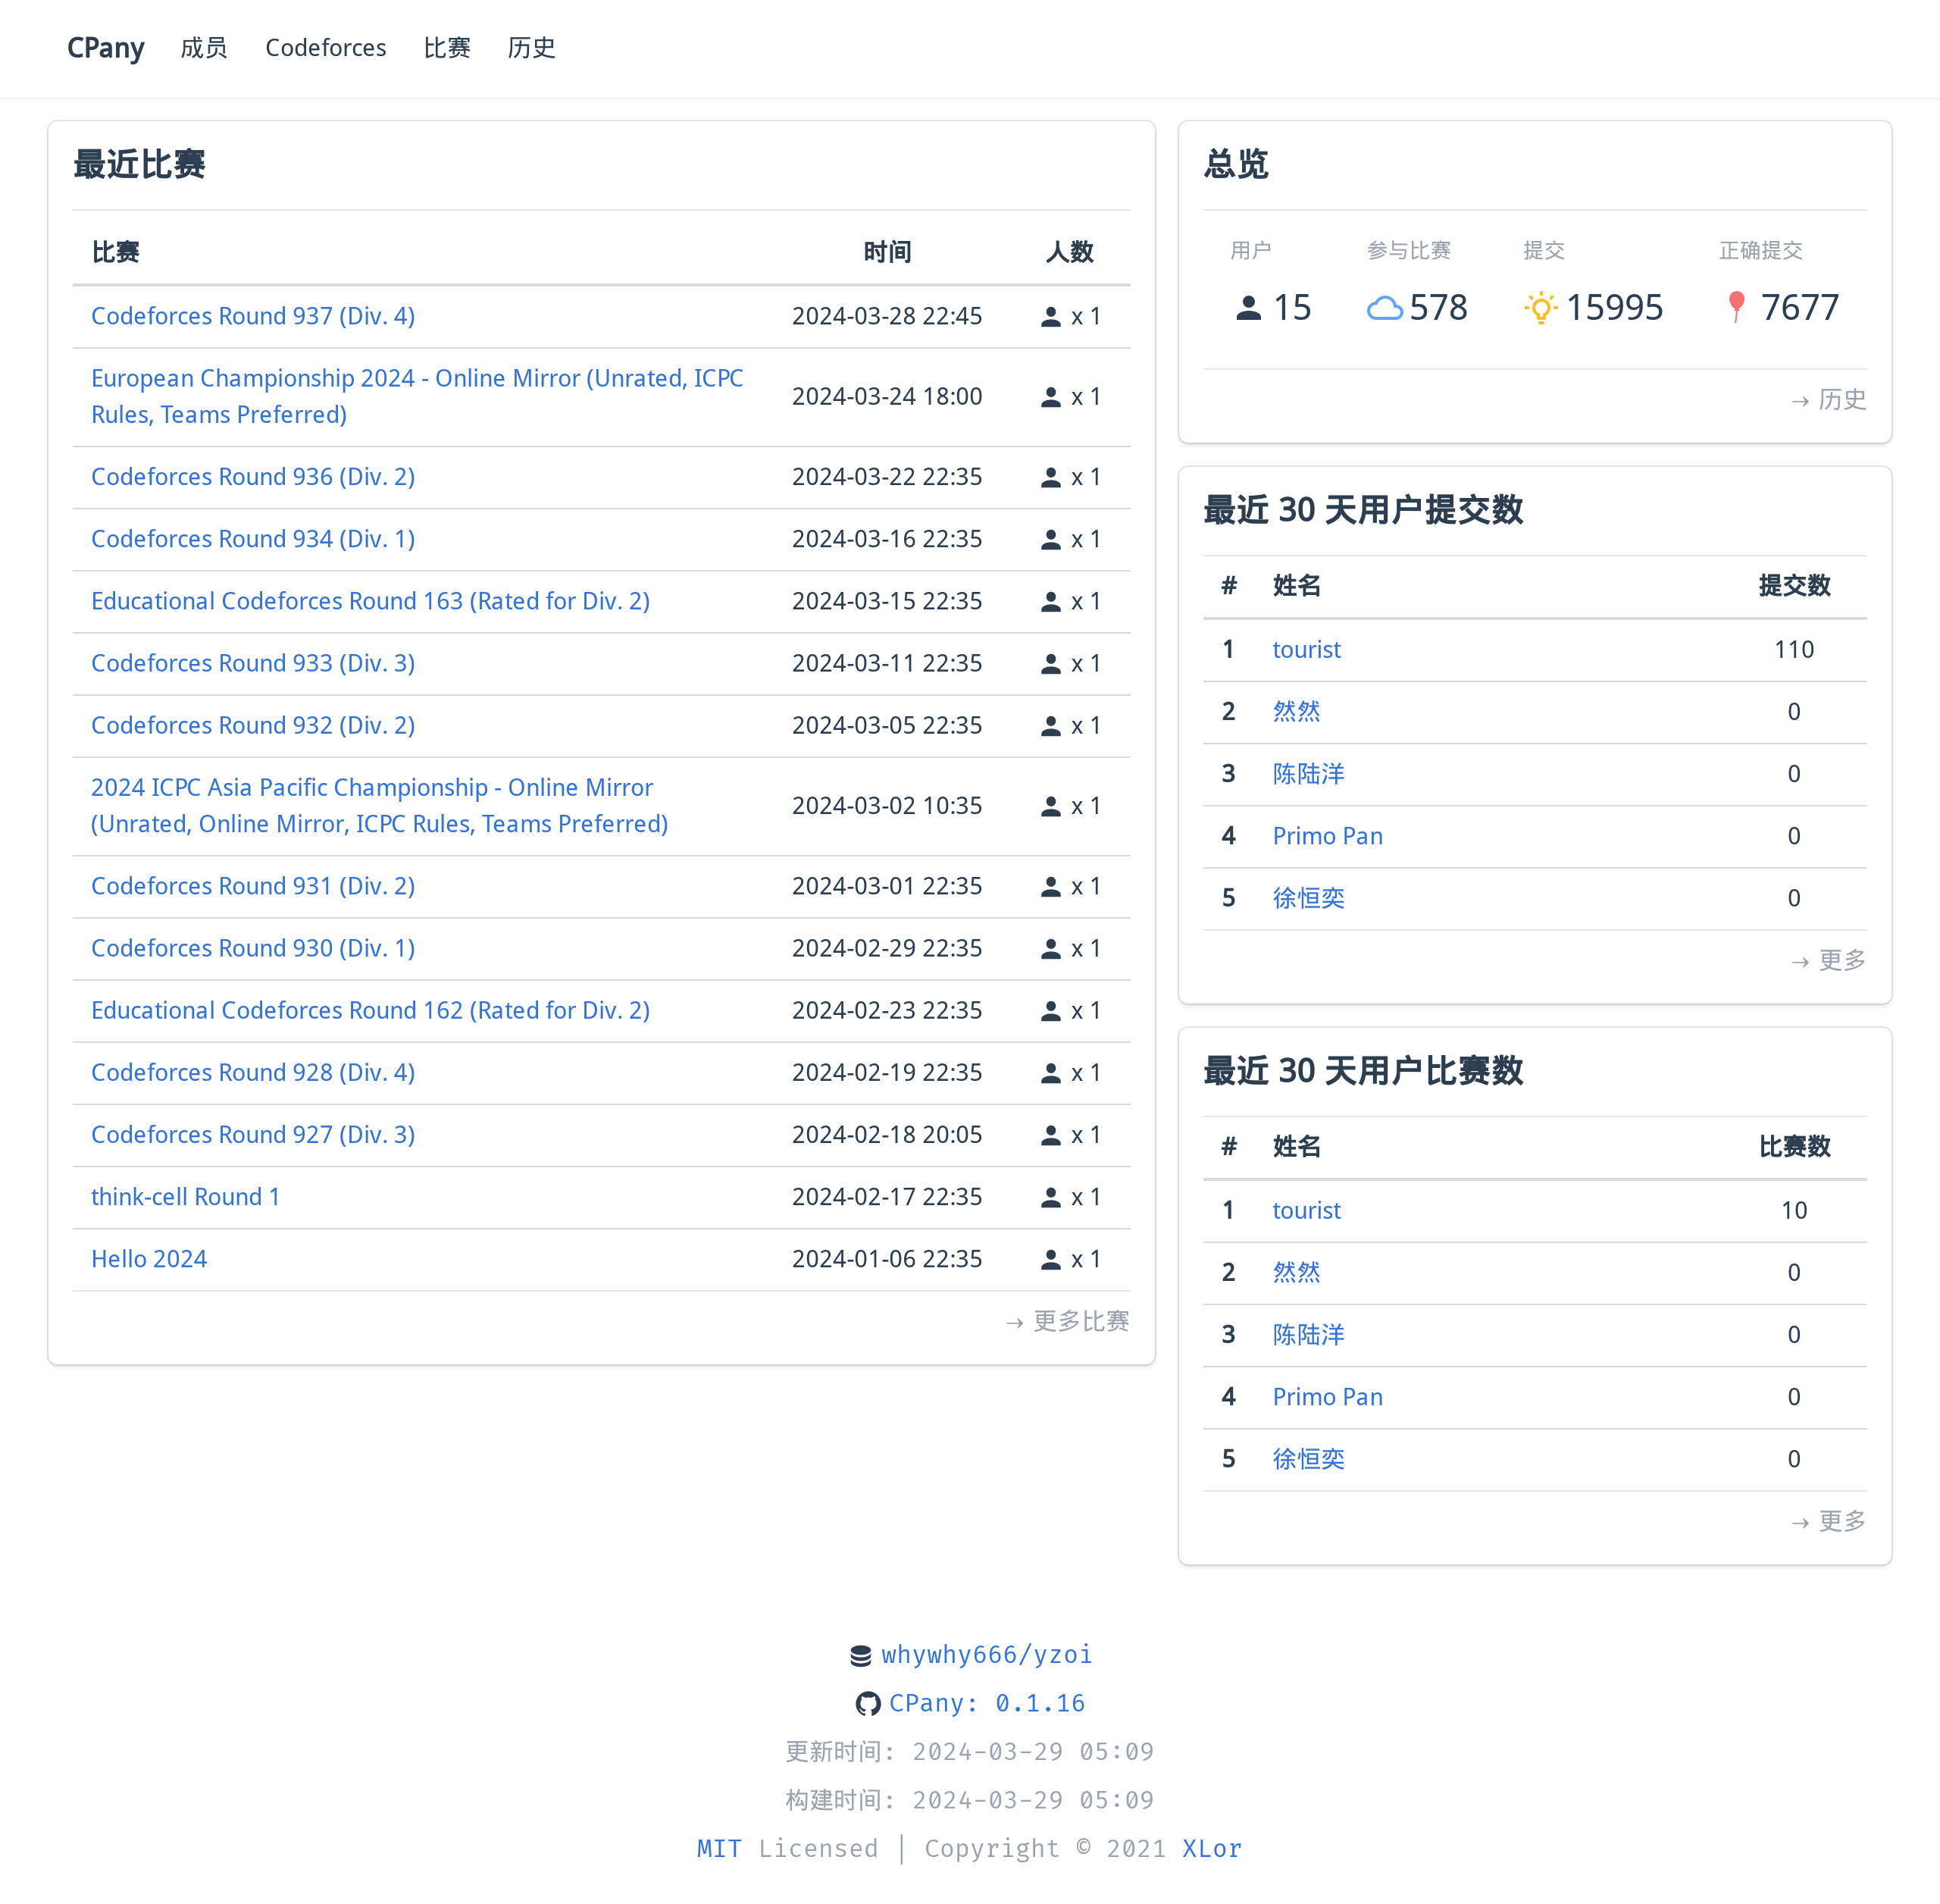 CPany 成员 Codeforces 比赛 历史
最近比赛
比赛 时间 人数
Codeforces Round 937 (Div. 4) 2024-03-28 22:45 x 1
European Championship 2024 - Online Mirror (Unrated, ICPC
Rules, Teams Preferred) 2024-03-24 18:00 x 1
Codeforces Round 936 (Div. 2) 2024-03-22 22:35 x 1
Codeforces Round 934 (Div. 1) 2024-03-16 22:35 x 1
Educational Codeforces Round 163 (Rated for Div. 2) 2024-03-15 22:35 x 1
Codeforces Round 933 (Div. 3) 2024-03-11 22:35 x 1
Codeforces Round 932 (Div. 2) 2024-03-05 22:35 x 1
2024 ICPC Asia Pacific Championship - Online Mirror
(Unrated, Online Mirror, ICPC Rules, Teams Preferred) 2024-03-02 10:35 x 1
Codeforces Round 931 (Div. 2) 2024-03-01 22:35 x 1
Codeforces Round 930 (Div. 1) 2024-02-29 22:35 x 1
Educational Codeforces Round 162 (Rated for Div. 2) 2024-02-23 22:35 x 1
Codeforces Round 928 (Div. 4) 2024-02-19 22:35 x 1
Codeforces Round 927 (Div. 3) 2024-02-18 20:05 x 1
think-cell Round 1 2024-02-17 22:35 x 1
Hello 2024 2024-01-06 22:35 x 1
→ 更多比赛
总览
用户 参与比赛 提交 正确提交
15 578 15995 7677
→ 历史
最近 30 天用户提交数
# 姓名 提交数
1 tourist 110
2 然然 0
3 陈陆洋 0
4 Primo Pan 0
5 徐恒奕 0
→ 更多
最近 30 天用户比赛数
# 姓名 比赛数
1 tourist 10
2 然然 0
3 陈陆洋 0
4 Primo Pan 0
5 徐恒奕 0
→ 更多
whywhy666/yzoi
CPany: 0.1.16
更新时间: 2024-03-29 05:09
构建时间: 2024-03-29 05:09
MIT Licensed | Copyright © 2021 XLor